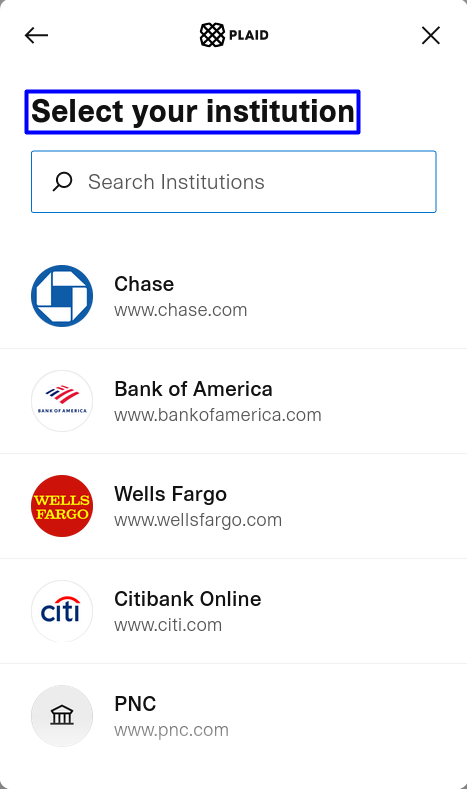 PLAID
Select your institution
Search Institutions
Chase
www.chase.com
BANK OF AMERICA
Bank of America
www.bankofamerica.com
WELLS
FARGO
Wells Fargo
www.wellsfargo.com
citi
Citibank Online
www.citi.com
PNC
www.pnc.com